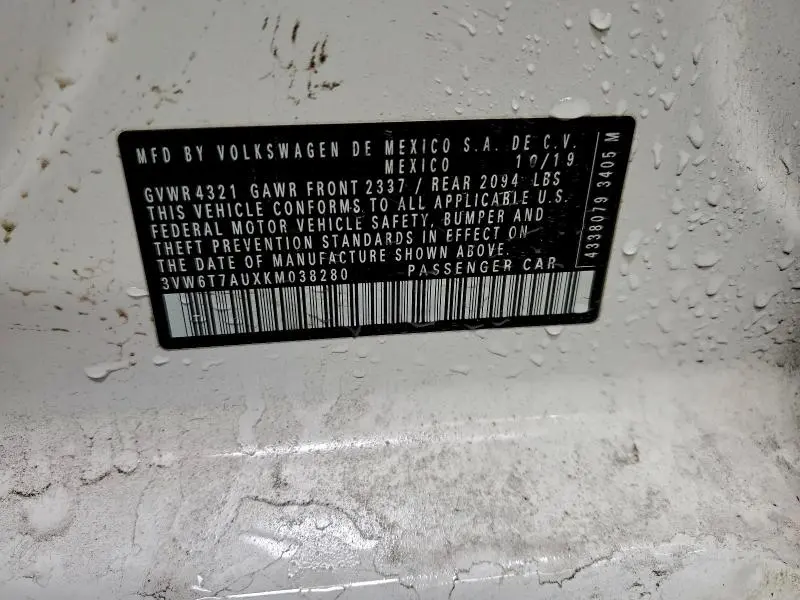 MFD BY VOLKSWAGEN DE MEXICO S.A. DE C.V.
MEXICO 10/19
GVWR 4321 GAWR FRONT 2337 / REAR 2094 LBS
THIS VEHICLE CONFORMS TO ALL APPLICABLE U.S.
FEDERAL MOTOR VEHICLE SAFETY, BUMPER AND
THEFT PREVENTION STANDARDS IN EFFECT ON
THE DATE OF MANUFACTURE SHOWN ABOVE.
3VW6T7AUXKM038280 PASSENGER CAR
4338079 3405 M